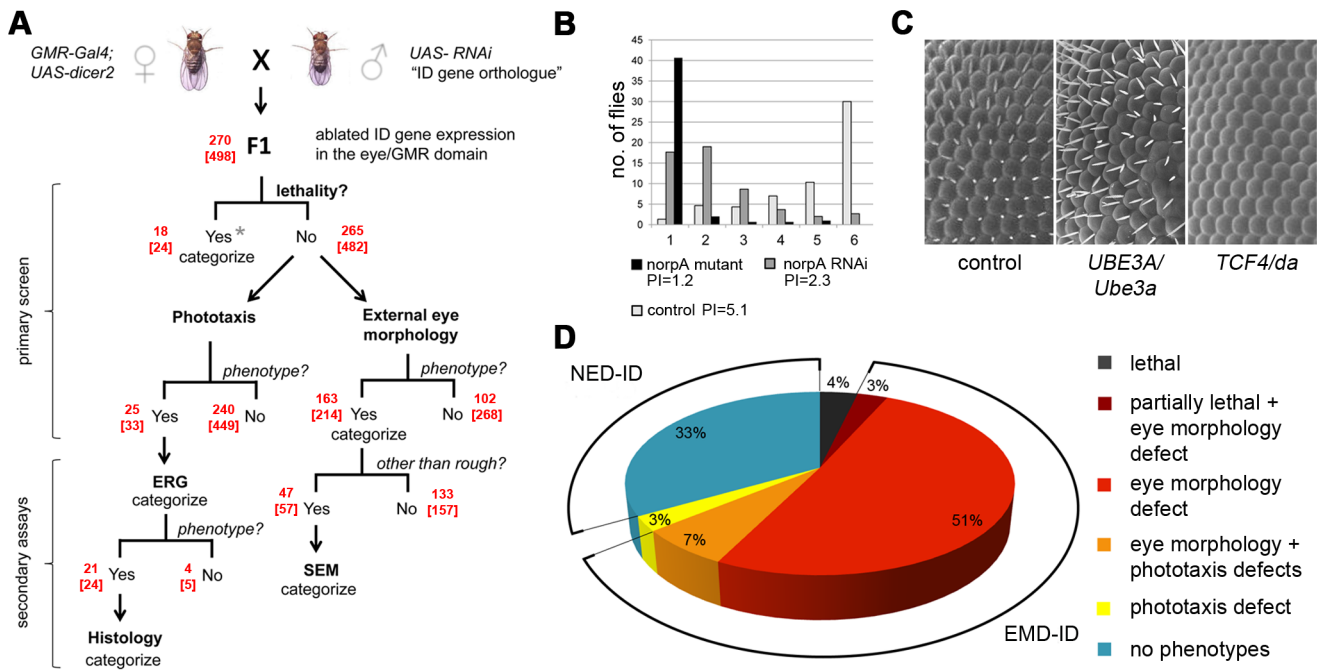 A
GMR-Gal4;
UAS-dicer2
♀
X
♂
UAS- RNAi
“ID gene orthologue”
270
[498]
F1
ablated ID gene expression
in the eye/GMR domain
primary screen
lethality?
18
[24]
Yes*
categorize
No
265
[482]
Phototaxis
External eye
morphology
phenotype?
25
[33]
Yes
240
[449]
No
phenotype?
163
[214]
Yes
categorize
No
102
[268]
secondary assays
ERG
categorize
other than rough?
47
[57]
Yes
No
133
[157]
phenotype?
21
[24]
Yes
4
[5]
No
SEM
categorize
Histology
categorize
B
no. of flies
45
40
35
30
25
20
15
10
5
0
1 2 3 4 5 6
norpA mutant
PI=1.2
norpA RNAi
PI=2.3
control PI=5.1
C
control
UBE3A/
Ube3a
TCF4/da
D
NED-ID
4%
3%
33%
51%
3%
7%
EMD-ID
lethal
partially lethal +
eye morphology
defect
eye morphology
defect
eye morphology +
phototaxis defects
phototaxis defect
no phenotypes